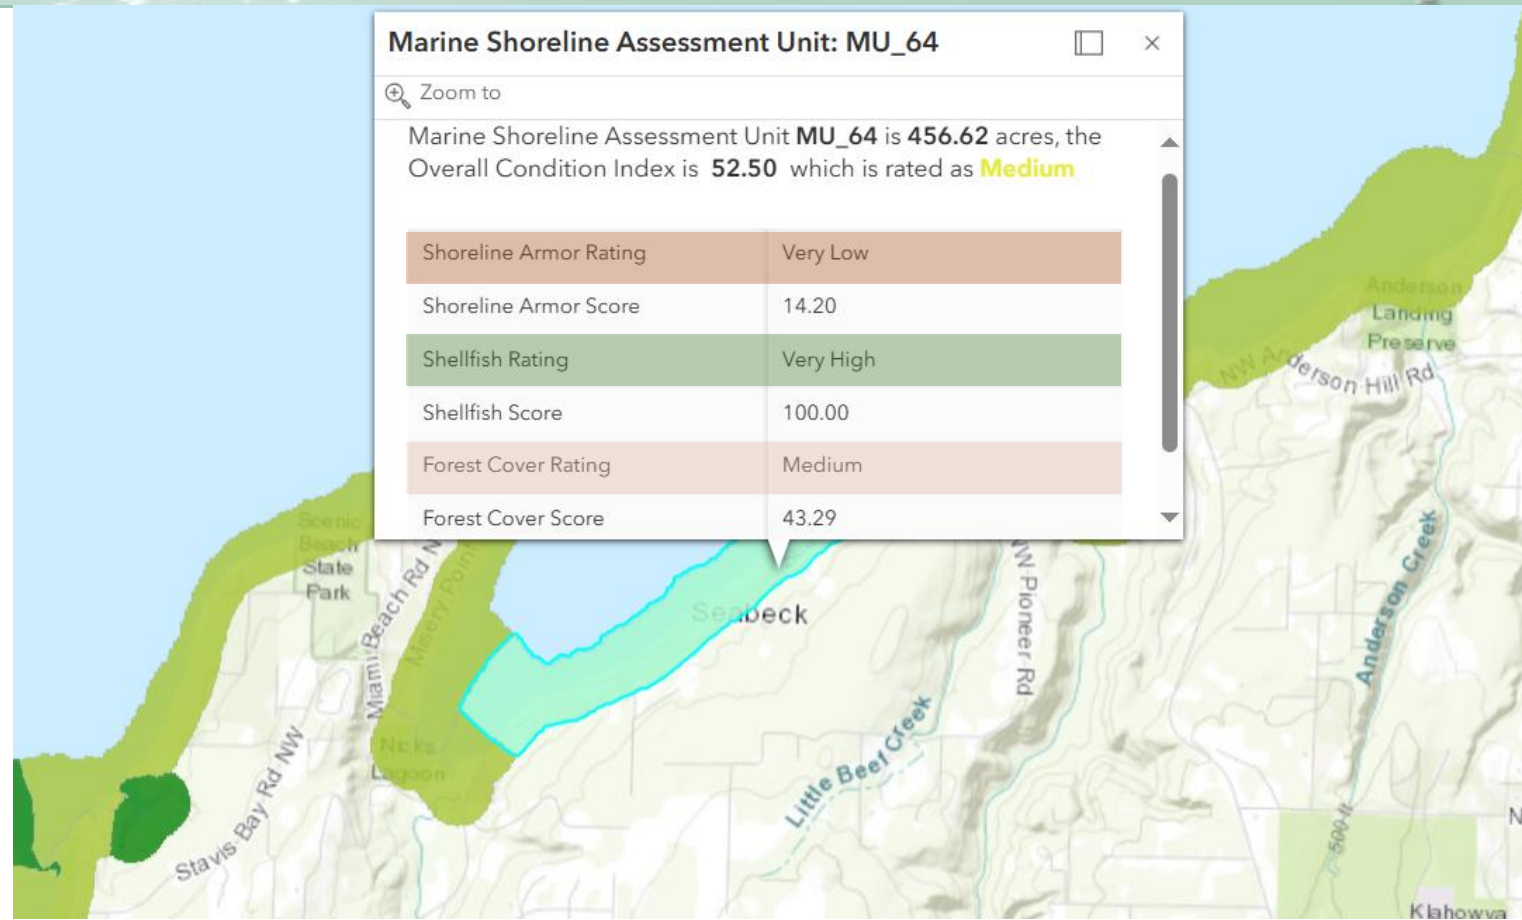 Marine Shoreline Assessment Unit: MU_64
Zoom to
Marine Shoreline Assessment Unit MU_64 is 456.62 acres, the
Overall Condition Index is 52.50 which is rated as Medium
Shoreline Armor Rating Very Low
Shoreline Armor Score 14.20
Shellfish Rating Very High
Shellfish Score 100.00
Forest Cover Rating Medium
Forest Cover Score 43.29
Anderson
Landing
Preserve
NW Anderson Hill Rd
Scenic
Beach
State
Park
Miami Beach Rd N
Misery Point
Seabeck
NW Pioneer Rd
Anderson Creek
Little Beef Creek
Nicks
Lagoon
Stavis Bay Rd NW
500 ft
N
Klahowya